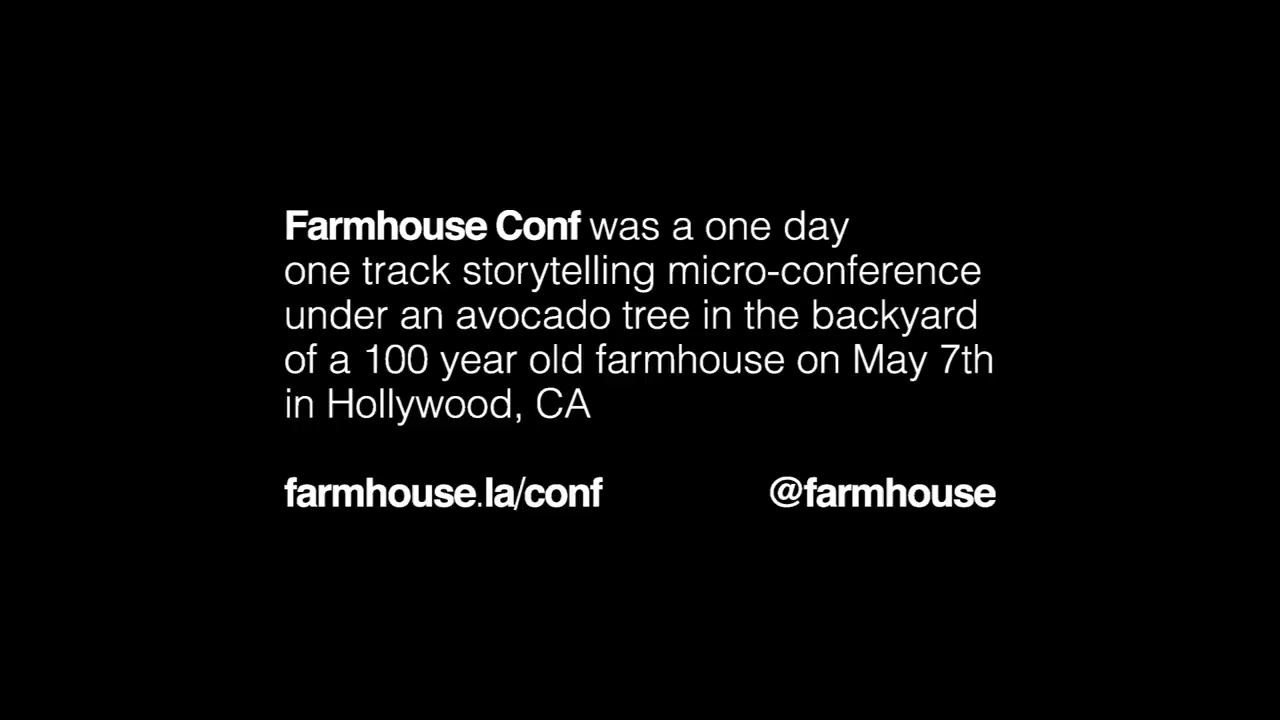 Farmhouse Conf was a one day
one track storytelling micro-conference
under an avocado tree in the backyard
of a 100 year old farmhouse on May 7th
in Hollywood, CA
farmhouse.la/conf @farmhouse